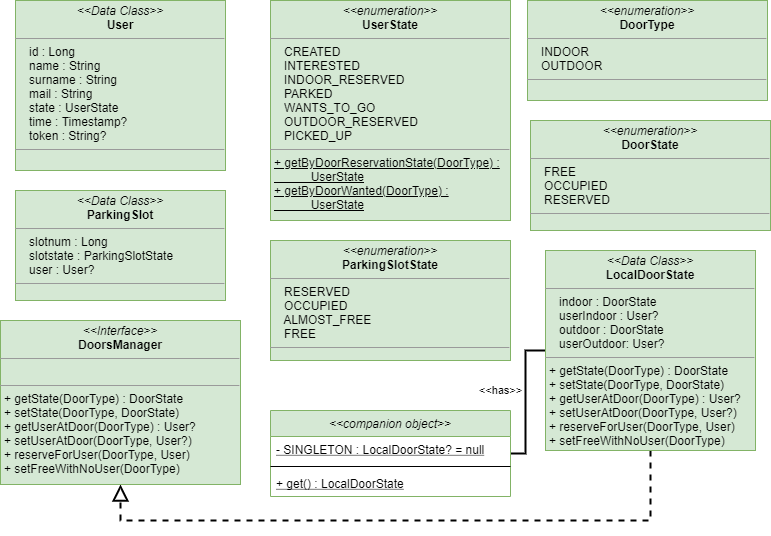 <<Data Class>>
User
id : Long
name : String
surname : String
mail : String
state : UserState
time : Timestamp?
token : String?
<<enumeration>>
UserState
CREATED
INTERESTED
INDOOR_RESERVED
PARKED
WANTS_TO_GO
OUTDOOR_RESERVED
PICKED_UP
+ getByDoorReservationState(DoorType) :
UserState
+ getByDoorWanted(DoorType) :
UserState
<<enumeration>>
DoorType
INDOOR
OUTDOOR
<<enumeration>>
DoorState
FREE
OCCUPIED
RESERVED
<<Data Class>>
ParkingSlot
slotnum : Long
slotstate : ParkingSlotState
user : User?
<<enumeration>>
ParkingSlotState
RESERVED
OCCUPIED
ALMOST_FREE
FREE
<<Data Class>>
LocalDoorState
indoor : DoorState
userIndoor : User?
outdoor : DoorState
userOutdoor: User?
+ getState(DoorType) : DoorState
+ setState(DoorType, DoorState)
+ getUserAtDoor(DoorType) : User?
+ setUserAtDoor(DoorType, User?)
+ reserveForUser(DoorType, User)
+ setFreeWithNoUser(DoorType)
<<Interface>>
DoorsManager
+ getState(DoorType) : DoorState
+ setState(DoorType, DoorState)
+ getUserAtDoor(DoorType) : User?
+ setUserAtDoor(DoorType, User?)
+ reserveForUser(DoorType, User)
+ setFreeWithNoUser(DoorType)
<<has>>
<<companion object>>
- SINGLETON : LocalDoorState? = null
+ get() : LocalDoorState